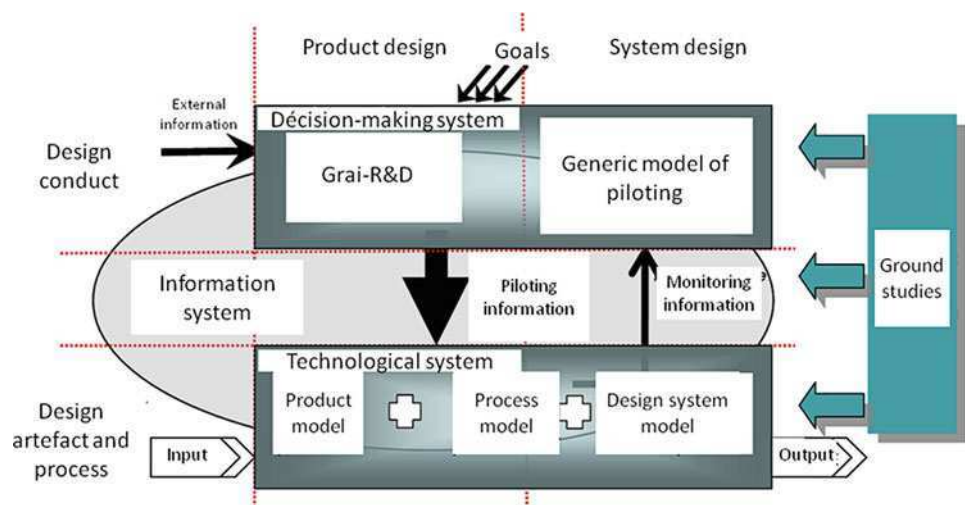 Product design
Goals
System design
External
information
Décision-making system
Design
conduct
Grai-R&D
Generic model of
piloting
Information
system
Piloting
information
Monitoring
information
e
Ground
studies
Technological system
Design
artefact and
process
Product
model
Process
model
Design system
model
Input
Output